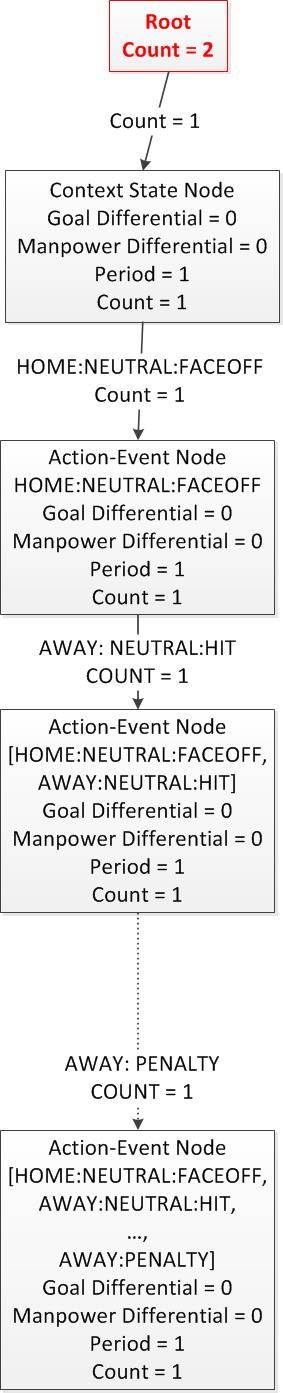 Root
Count = 2
Count = 1
Context State Node
Goal Differential = 0
Manpower Differential = 0
Period = 1
Count = 1
HOME:NEUTRAL:FACEOFF
Count = 1
Action-Event Node
HOME:NEUTRAL:FACEOFF
Goal Differential = 0
Manpower Differential = 0
Period = 1
Count = 1
AWAY: NEUTRAL:HIT
COUNT = 1
Action-Event Node
[HOME:NEUTRAL:FACEOFF,
AWAY:NEUTRAL:HIT]
Goal Differential = 0
Manpower Differential = 0
Period = 1
Count = 1
AWAY: PENALTY
COUNT = 1
Action-Event Node
[HOME:NEUTRAL:FACEOFF,
AWAY:NEUTRAL:HIT,
...,
AWAY:PENALTY]
Goal Differential = 0
Manpower Differential = 0
Period = 1
Count = 1